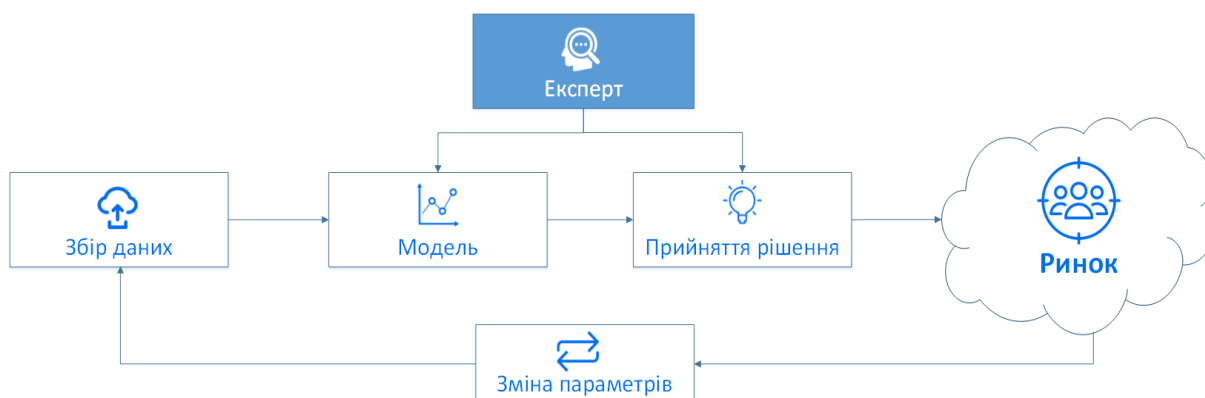 Експерт
Збір даних
Модель
Прийняття рішення
Ринок
Зміна параметрів